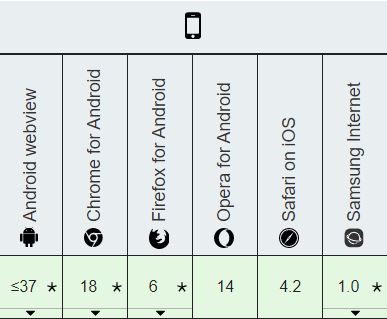 Android webview
Chrome for Android
Firefox for Android
Opera for Android
Safari on iOS
Samsung Internet
≤37 *
18 *
6 *
14
4.2
1.0 *